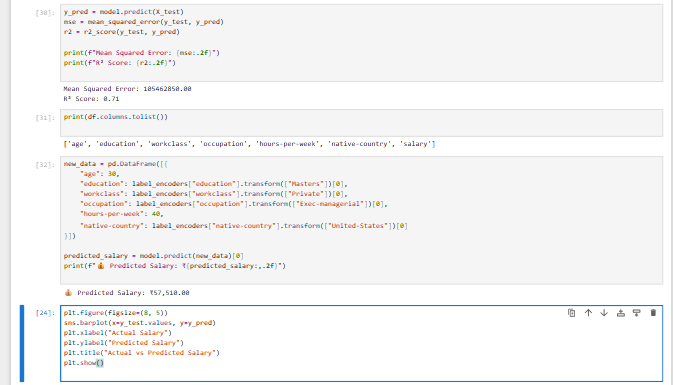 [30]:
y_pred = model.predict(X_test)
mse = mean_squared_error(y_test, y_pred)
r2 = r2_score(y_test, y_pred)
print(f"Mean Squared Error: {mse:.2f}")
print(f"R² Score: {r2:.2f}")
Mean Squared Error: 105462850.00
R² Score: 0.71
[31]:
print(df.columns.tolist())
['age', 'education', 'workclass', 'occupation', 'hours-per-week', 'native-country', 'salary']
[32]:
new_data = pd.DataFrame([{
"age": 30,
"education": label_encoders["education"].transform(["Masters"])[0],
"workclass": label_encoders["workclass"].transform(["Private"])[0],
"occupation": label_encoders["occupation"].transform(["Exec-managerial"])[0],
"hours-per-week": 40,
"native-country": label_encoders["native-country"].transform(["United-States"])[0]
}])
predicted_salary = model.predict(new_data)[0]
print(f"💰 Predicted Salary: ₹{predicted_salary:,.2f}")
💰 Predicted Salary: ₹57,510.00
[24]:
plt.figure(figsize=(8, 5))
sns.barplot(x=y_test.values, y=y_pred)
plt.xlabel("Actual Salary")
plt.ylabel("Predicted Salary")
plt.title("Actual vs Predicted Salary")
plt.show()